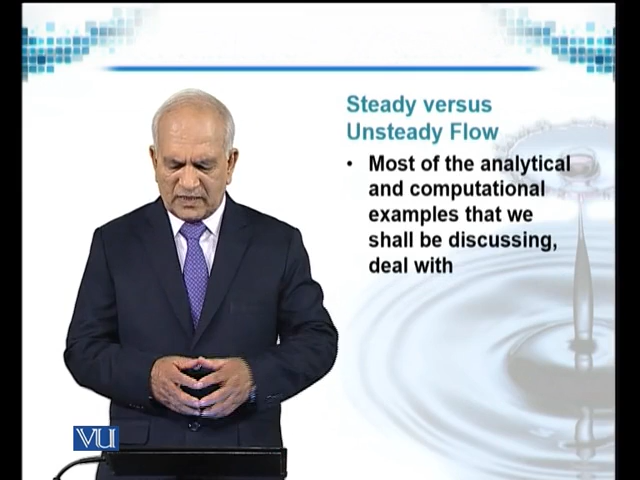 Steady versus
Unsteady Flow
• Most of the analytical
and computational
examples that we
shall be discussing,
deal with
VU